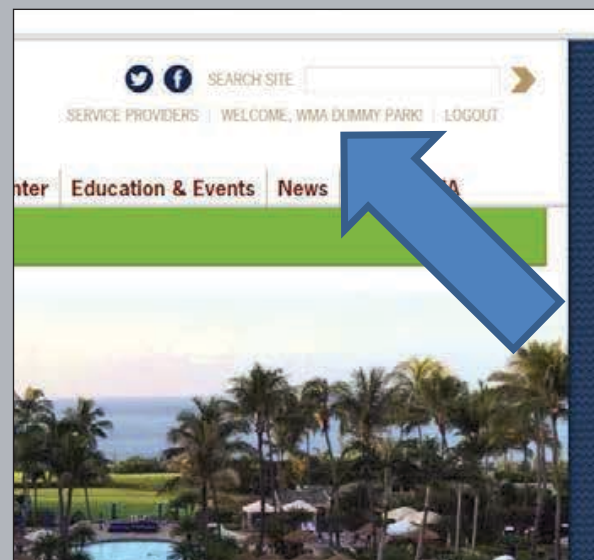 SEARCH SITE
SERVICE PROVIDERS | WELCOME, WMA DUMMY PARK! | LOGOUT
nter | Education & Events | News